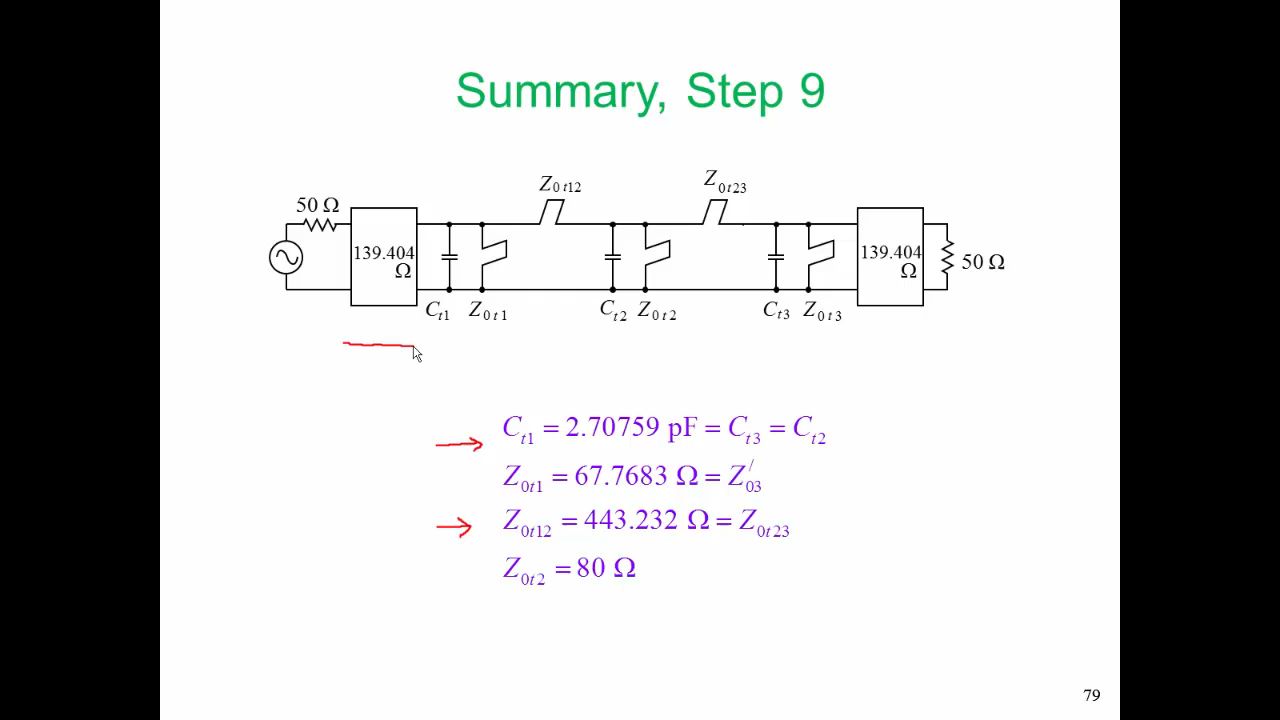 Summary, Step 9
Z0t12 Z0t23
50 Ω
139.404 Ω 139.404 Ω
50 Ω
Ct1 Z0t1 Ct2 Z0t2 Ct3 Z0t3
Ct1 = 2.70759 pF = Ct3 = Ct2
Z0t1 = 67.7683 Ω = Z03/
Z0t12 = 443.232 Ω = Z0t23
Z0t2 = 80 Ω
79